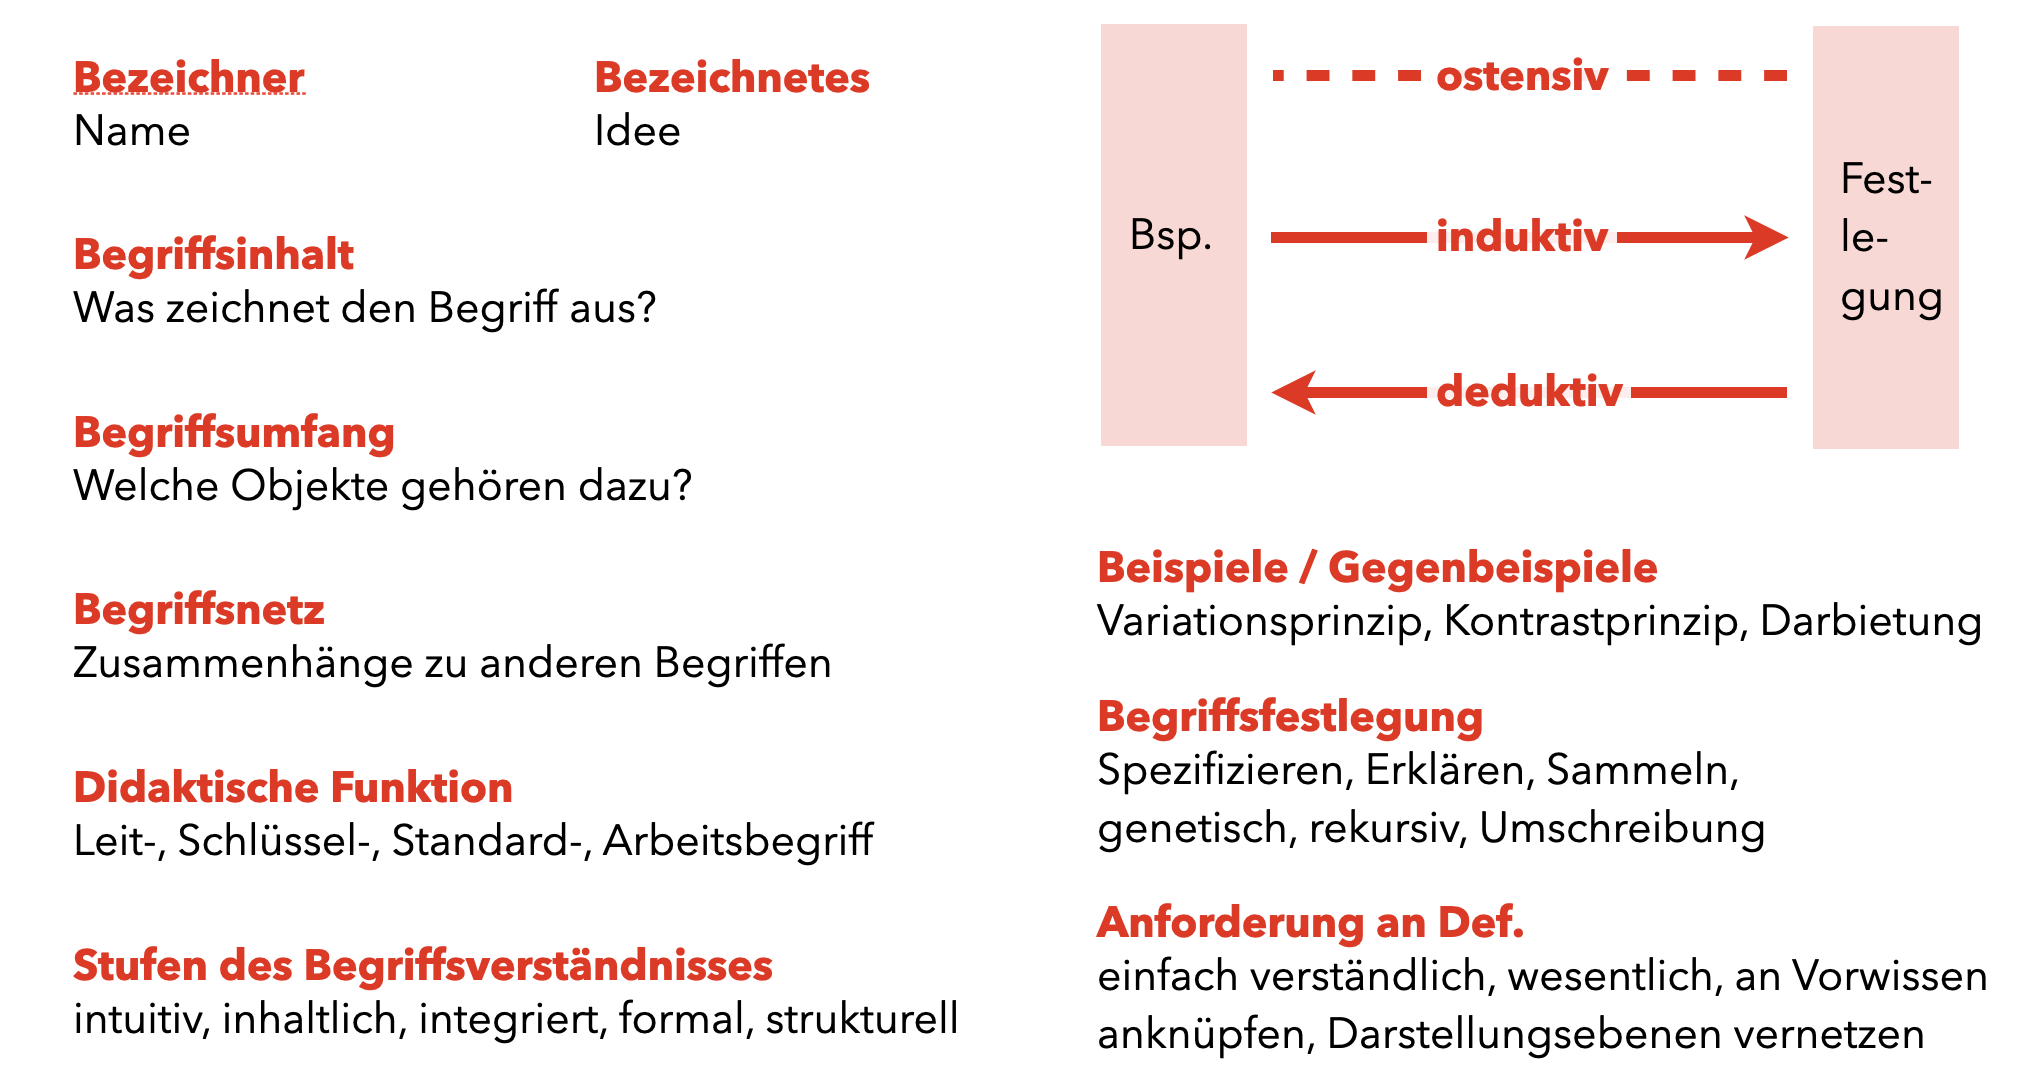 Bezeichner
Name
Bezeichnetes
Idee
Begriffsinhalt
Was zeichnet den Begriff aus?
Begriffsumfang
Welche Objekte gehören dazu?
Begriffsnetz
Zusammenhänge zu anderen Begriffen
Didaktische Funktion
Leit-, Schlüssel-, Standard-, Arbeitsbegriff
Stufen des Begriffsverständnisses
intuitiv, inhaltlich, integriert, formal, strukturell
Bsp.
ostensiv
induktiv
deduktiv
Fest-
le-
gung
Beispiele / Gegenbeispiele
Variationsprinzip, Kontrastprinzip, Darbietung
Begriffsfestlegung
Spezifizieren, Erklären, Sammeln,
genetisch, rekursiv, Umschreibung
Anforderung an Def.
einfach verständlich, wesentlich, an Vorwissen
anknüpfen, Darstellungsebenen vernetzen